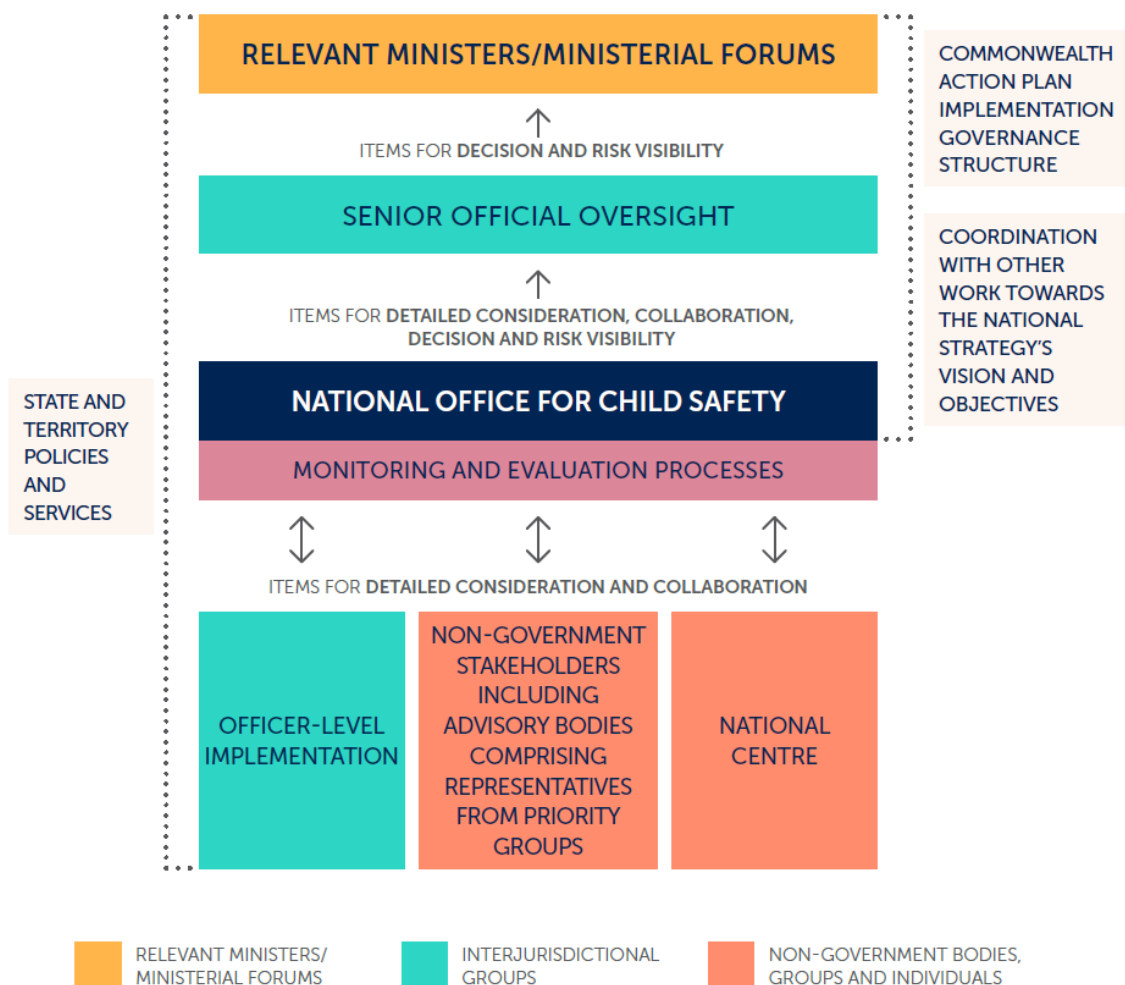 RELEVANT MINISTERS/MINISTERIAL FORUMS
ITEMS FOR DECISION AND RISK VISIBILITY
SENIOR OFFICIAL OVERSIGHT
ITEMS FOR DETAILED CONSIDERATION, COLLABORATION,
DECISION AND RISK VISIBILITY
NATIONAL OFFICE FOR CHILD SAFETY
MONITORING AND EVALUATION PROCESSES
ITEMS FOR DETAILED CONSIDERATION AND COLLABORATION
OFFICER-LEVEL
IMPLEMENTATION
NON-GOVERNMENT
STAKEHOLDERS
INCLUDING
ADVISORY BODIES
COMPRISING
REPRESENTATIVES
FROM PRIORITY
GROUPS
NATIONAL
CENTRE
STATE AND
TERRITORY
POLICIES
AND
SERVICES
COMMONWEALTH
ACTION PLAN
IMPLEMENTATION
GOVERNANCE
STRUCTURE
COORDINATION
WITH OTHER
WORK TOWARDS
THE NATIONAL
STRATEGY'S
VISION AND
OBJECTIVES
RELEVANT MINISTERS/
MINISTERIAL FORUMS
INTERJURISDICTIONAL
GROUPS
NON-GOVERNMENT BODIES,
GROUPS AND INDIVIDUALS